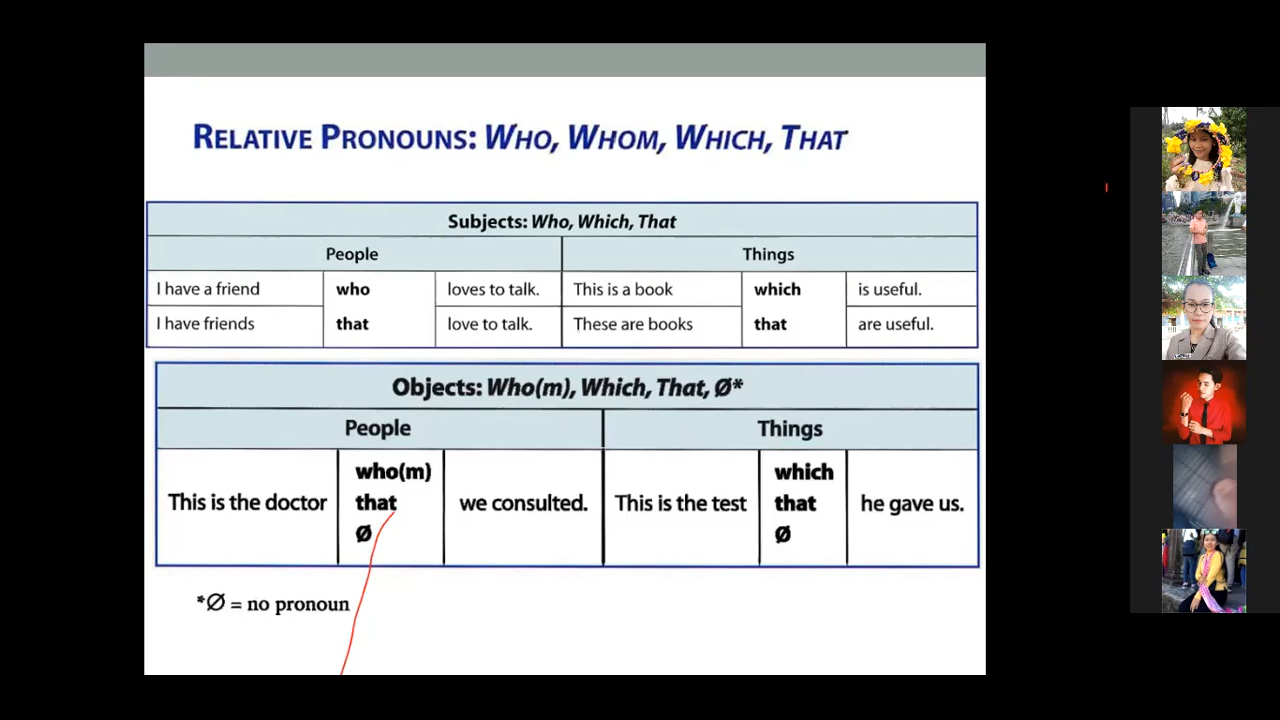 RELATIVE PRONOUNS: WHO, WHOM, WHICH, THAT
Subjects: Who, Which, That
People Things
I have a friend who loves to talk. This is a book which is useful.
I have friends that love to talk. These are books that are useful.
Objects: Who(m), Which, That, Ø*
People Things
who(m) which
This is the doctor that we consulted. This is the test that he gave us.
Ø Ø
*Ø = no pronoun